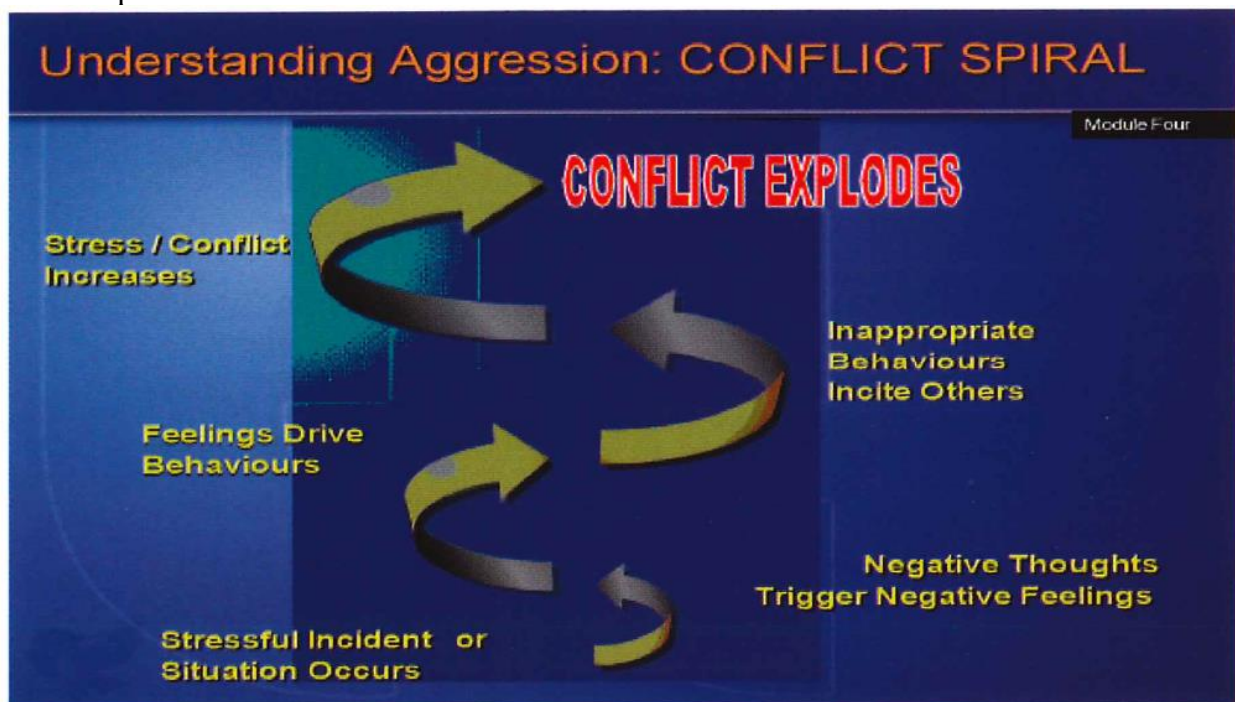 Understanding Aggression: CONFLICT SPIRAL
Module Four
CONFLICT EXPLODES
Stress / Conflict
Increases
Inappropriate
Behaviours
Incite Others
Feelings Drive
Behaviours
Negative Thoughts
Trigger Negative Feelings
Stressful Incident or
Situation Occurs